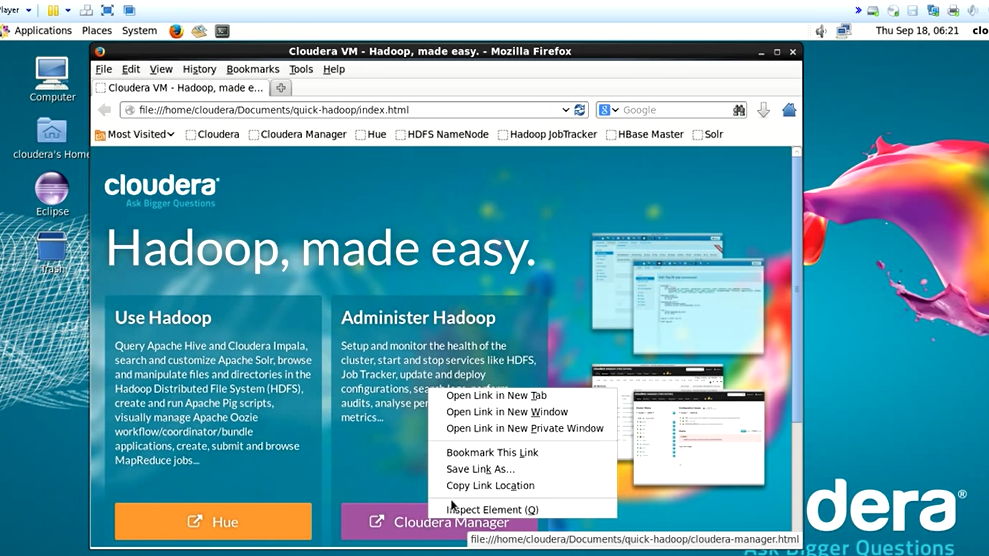 layer
Applications Places System
Thu Sep 18, 06:21
clo
Computer
cloudera's Home
Eclipse
Trash
Cloudera VM - Hadoop, made easy. - Mozilla Firefox
File Edit View History Bookmarks Tools Help
Cloudera VM - Hadoop, made e...
file:///home/cloudera/Documents/quick-hadoop/index.html
Google
Most Visited Cloudera Cloudera Manager Hue HDFS NameNode Hadoop JobTracker HBase Master Solr
cloudera
Ask Bigger Questions
Hadoop, made easy.
Use Hadoop
Query Apache Hive and Cloudera Impala,
search and customize Apache Solr, browse
and manipulate files and directories in the
Hadoop Distributed File System (HDFS),
create and run Apache Pig scripts,
visually manage Apache Oozie
workflow/coordinator/bundle
applications, create, submit and browse
MapReduce jobs...
Hue
Administer Hadoop
Setup and monitor the health of the
cluster, start and stop services like HDFS,
Job Tracker, update and deploy
configurations,
audits, analyse
metrics...
Cloudera Manager
Open Link in New Tab
Open Link in New Window
Open Link in New Private Window
Bookmark This Link
Save Link As...
Copy Link Location
Inspect Element (Q)
file:///home/cloudera/Documents/quick-hadoop/cloudera-manager.html
dera®
Ask Bigger Questions